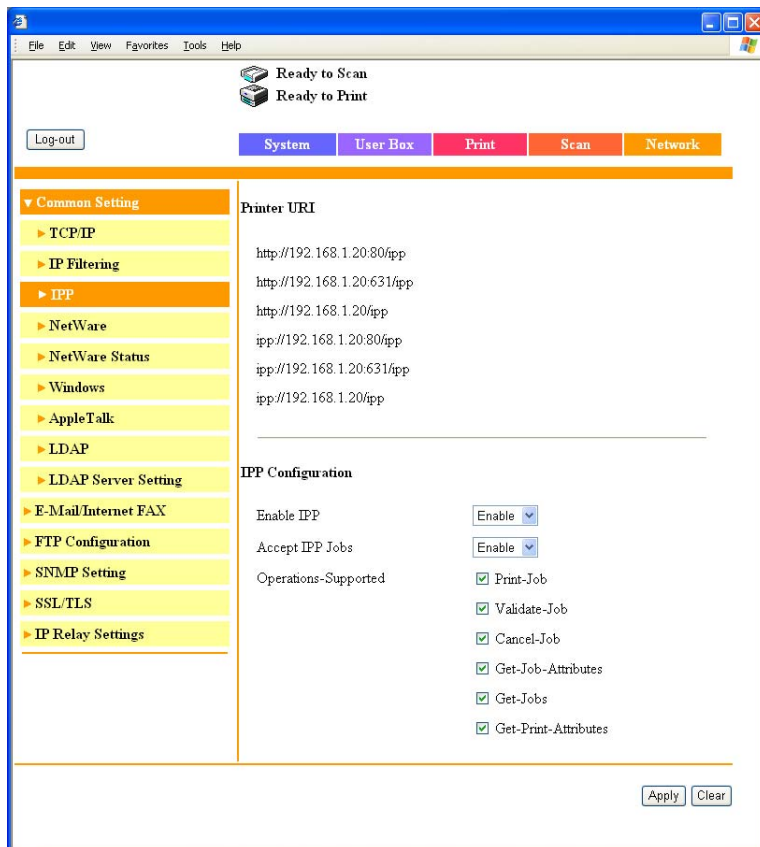 File Edit View Favorites Tools Help
Ready to Scan
Ready to Print
Log-out
System User Box Print Scan Network
Common Setting
TCP/IP
IP Filtering
IPP
NetWare
NetWare Status
Windows
AppleTalk
LDAP
LDAP Server Setting
E-Mail/Internet FAX
FTP Configuration
SNMP Setting
SSL/TLS
IP Relay Settings
Printer URI
http://192.168.1.20:80/ipp
http://192.168.1.20:631/ipp
http://192.168.1.20/ipp
ipp://192.168.1.20:80/ipp
ipp://192.168.1.20:631/ipp
ipp://192.168.1.20/ipp
IPP Configuration
Enable IPP Enable
Accept IPP Jobs Enable
Operations-Supported Print-Job
Validate-Job
Cancel-Job
Get-Job-Attributes
Get-Jobs
Get-Print-Attributes
Apply Clear